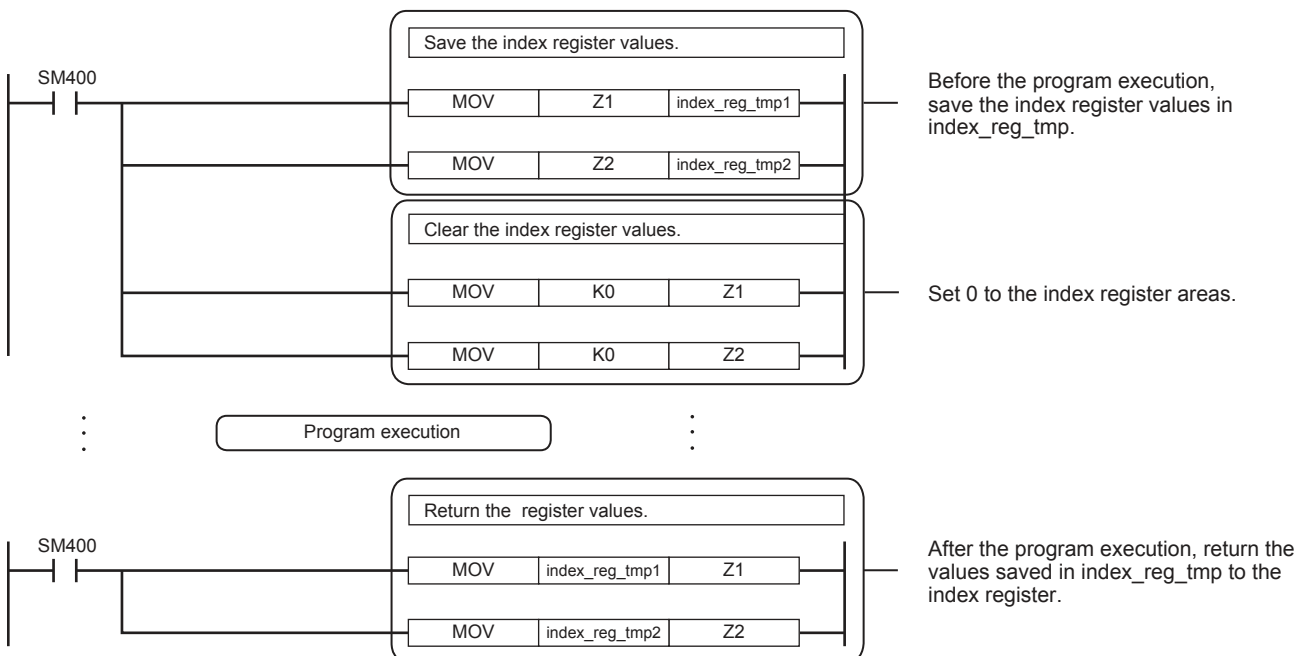 Save the index register values.
SM400
MOV Z1 index_reg_tmp1
Before the program execution,
save the index register values in
index_reg_tmp.
MOV Z2 index_reg_tmp2
Clear the index register values.
MOV K0 Z1
Set 0 to the index register areas.
MOV K0 Z2
Program execution
Return the register values.
SM400
MOV index_reg_tmp1 Z1
After the program execution, return the
values saved in index_reg_tmp to the
index register.
MOV index_reg_tmp2 Z2